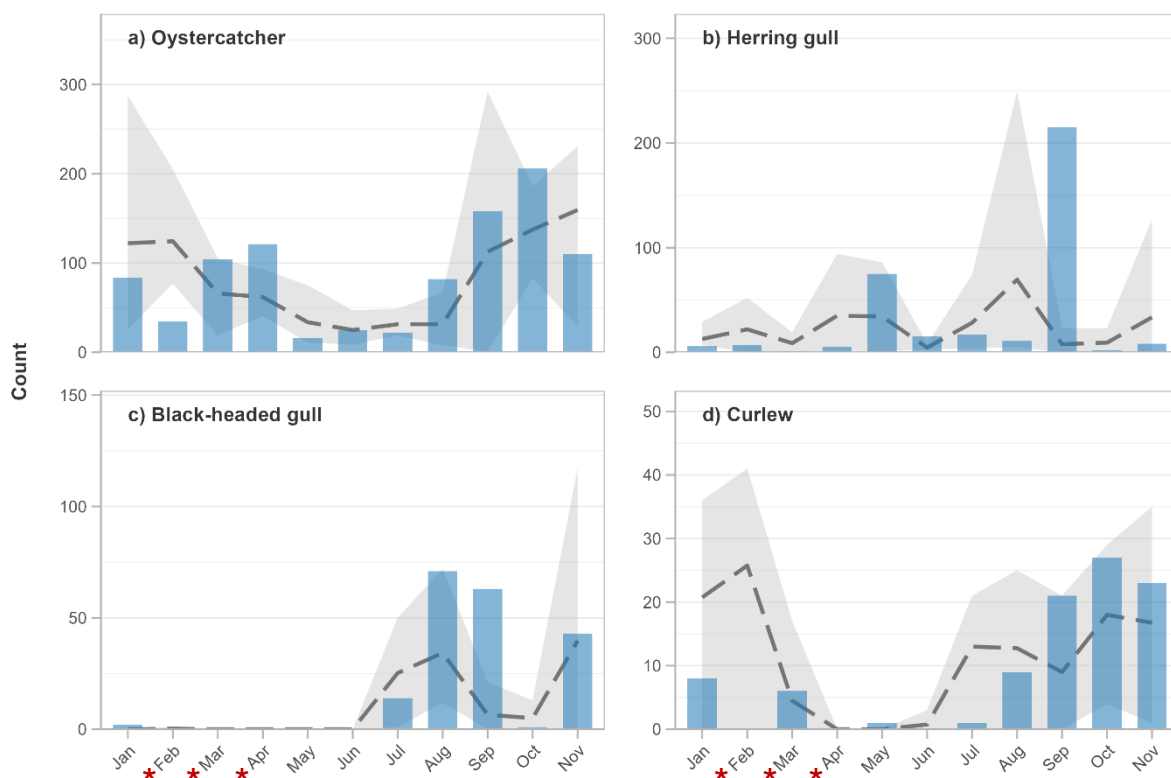 a) Oystercatcher
b) Herring gull
300
200
100
0
300
200
100
0
Count
c) Black-headed gull
d) Curlew
150
100
50
0
50
40
30
20
10
0
Jan
*Feb
*Mar
*Apr
May
Jun
Jul
Aug
Sep
Oct
Nov
Jan
*Feb
*Mar
*Apr
May
Jun
Jul
Aug
Sep
Oct
Nov